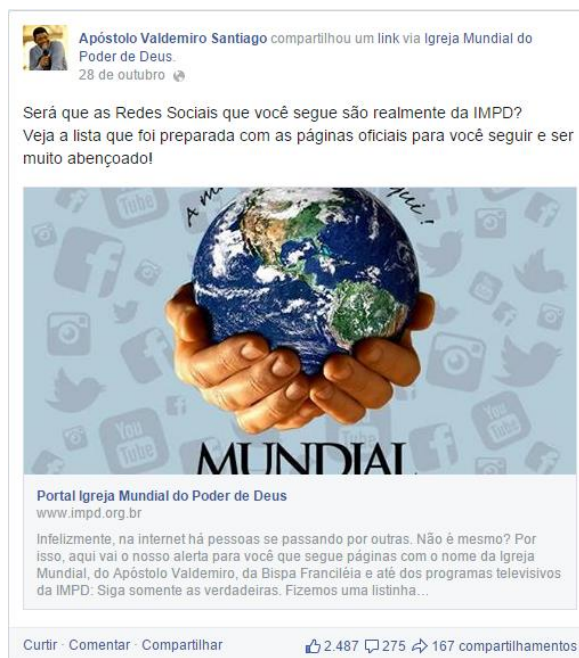 Apóstolo Valdemiro Santiago compartilhou um link via Igreja Mundial do
Poder de Deus.
28 de outubro
Será que as Redes Sociais que você segue são realmente da IMPD?
Veja a lista que foi preparada com as páginas oficiais para você seguir e ser
muito abençoado!
You Tube
You Tube
MUNDIAL
Portal Igreja Mundial do Poder de Deus
www.impd.org.br
Infelizmente, na internet há pessoas se passando por outras. Não è mesmo? Por
isso, aqui vai o nosso alerta para você que segue páginas com o nome da Igreja
Mundial, do Apóstolo Valdemiro, da Bispa Franciléia e até dos programas televisivos
da IMPD: Siga somente as verdadeiras. Fizemos uma listinha...
Curtir · Comentar · Compartilhar 2.487 275 167 compartilhamentos